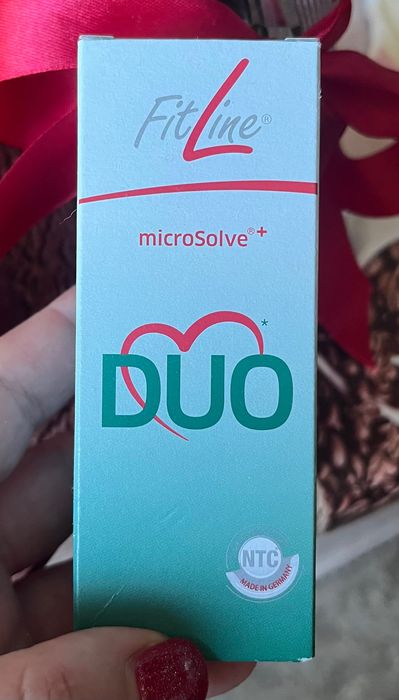 FitLine®
microSolve®+
DUO*
NTC®
MADE IN GERMANY